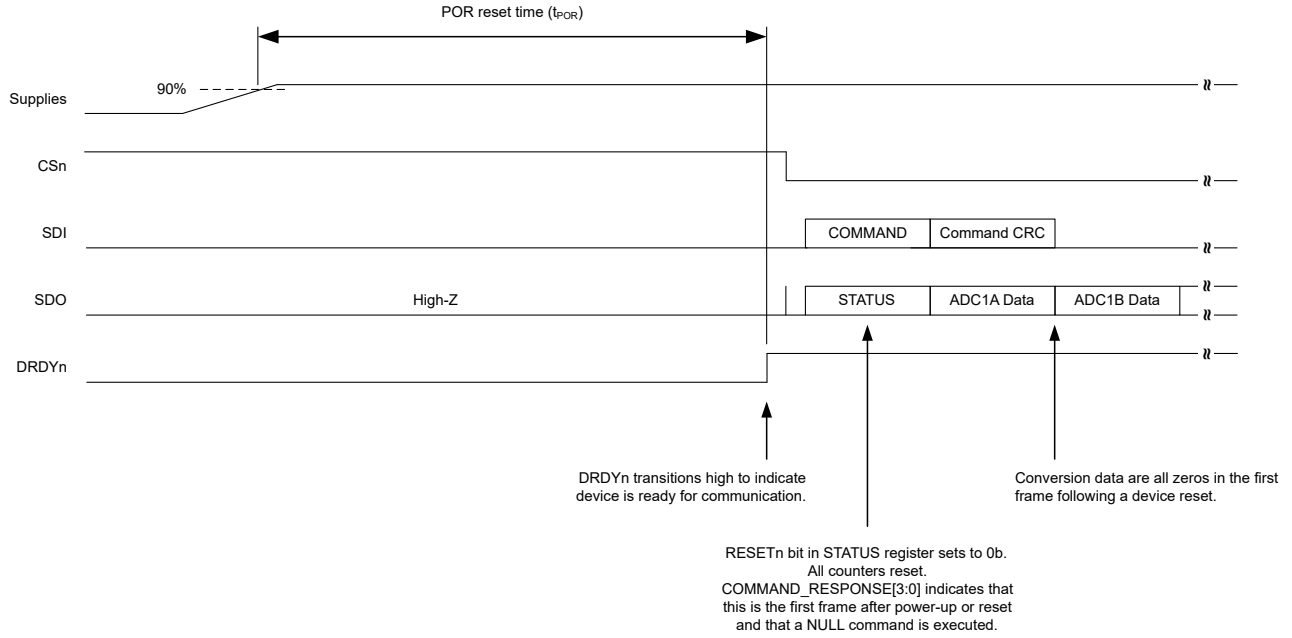 POR reset time (tPOR)
90%
Supplies
CSn
SDI
COMMAND
Command CRC
SDO
High-Z
STATUS
ADC1A Data
ADC1B Data
DRDYn
DRDYn transitions high to indicate
device is ready for communication.
Conversion data are all zeros in the first
frame following a device reset.
RESETn bit in STATUS register sets to 0b.
All counters reset.
COMMAND_RESPONSE[3:0] indicates that
this is the first frame after power-up or reset
and that a NULL command is executed.